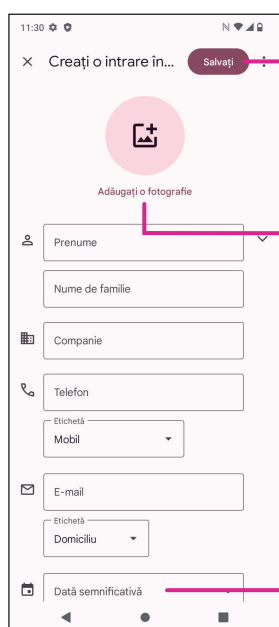 11:30
Creați o intrare în...
Salvați
Adăugați o fotografie
Prenume
Nume de familie
Companie
Telefon
Etichetă
Mobil
E-mail
Etichetă
Domiciliu
Dată semnificativă